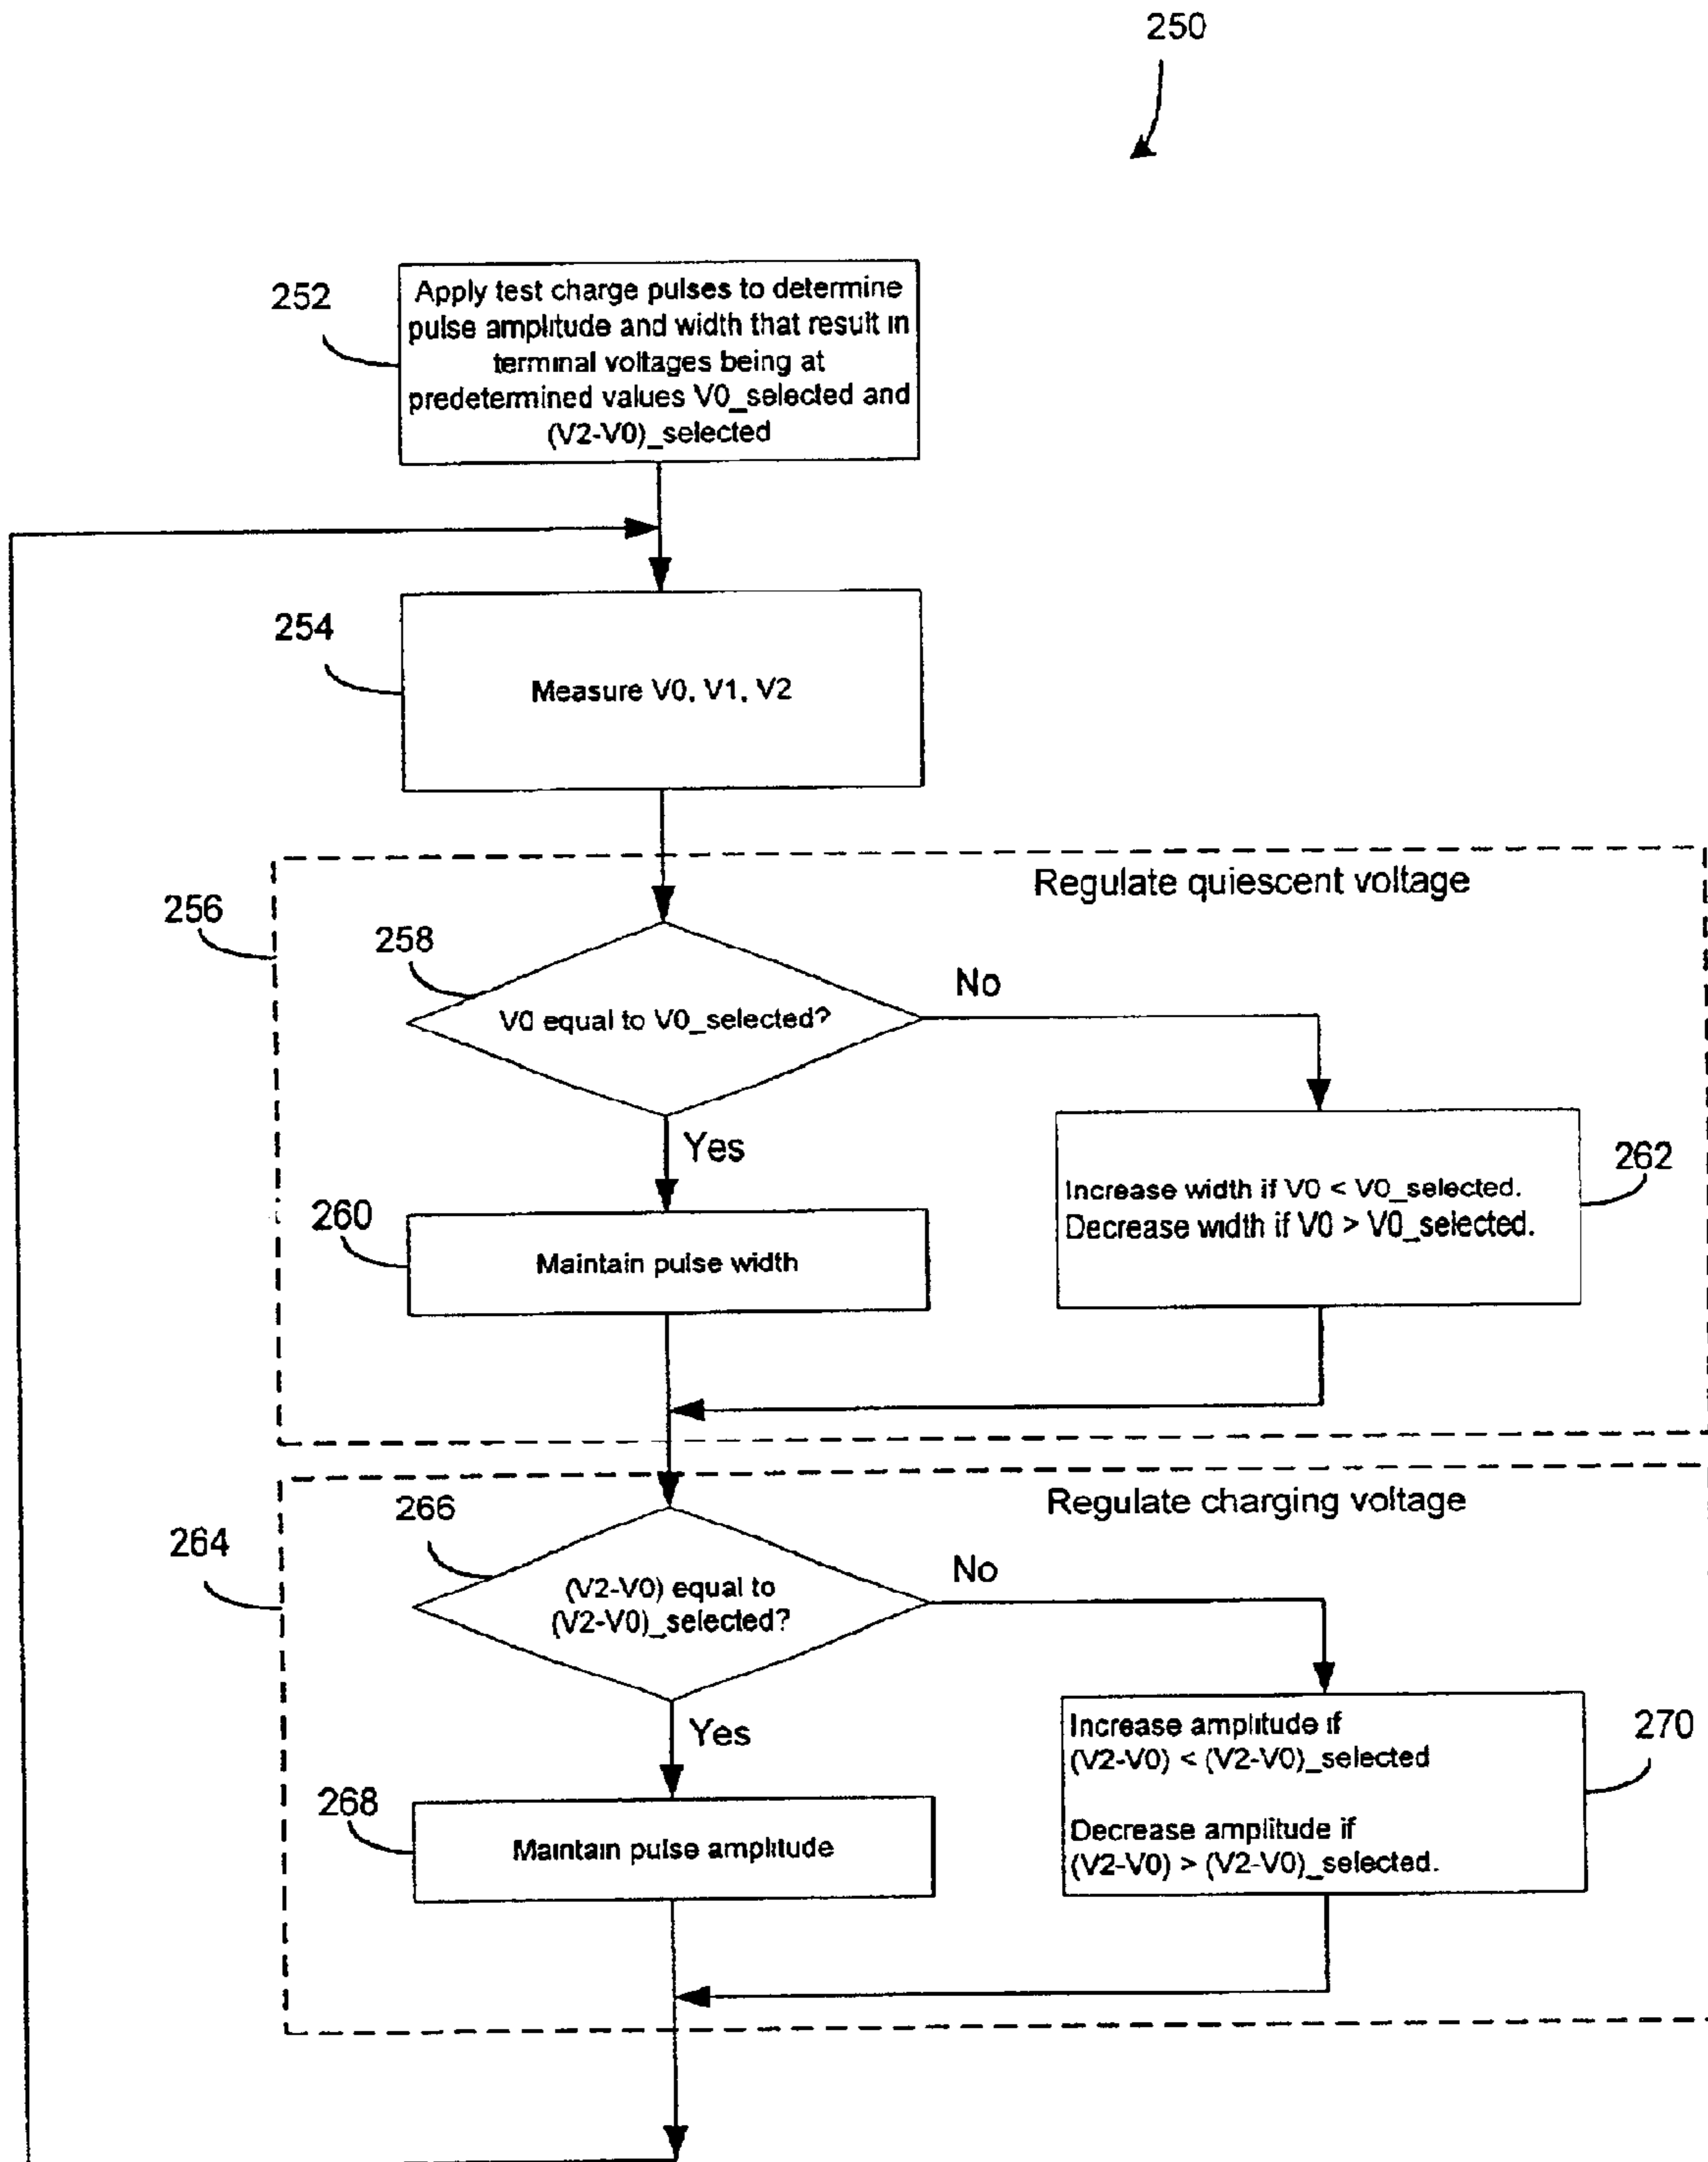 250
252
Apply test charge pulses to determine
pulse amplitude and width that result in
terminal voltages being at
predetermined values V0_selected and
(V2-V0)_selected
254
Measure V0, V1, V2
Regulate quiescent voltage
256
258
V0 equal to V0_selected?
No
Yes
262
Increase width if V0 < V0_selected.
Decrease width if V0 > V0_selected.
260
Maintain pulse width
Regulate charging voltage
264
266
(V2-V0) equal to
(V2-V0)_selected?
No
Yes
270
Increase amplitude if
(V2-V0) < (V2-V0)_selected
Decrease amplitude if
(V2-V0) > (V2-V0)_selected.
268
Maintain pulse amplitude